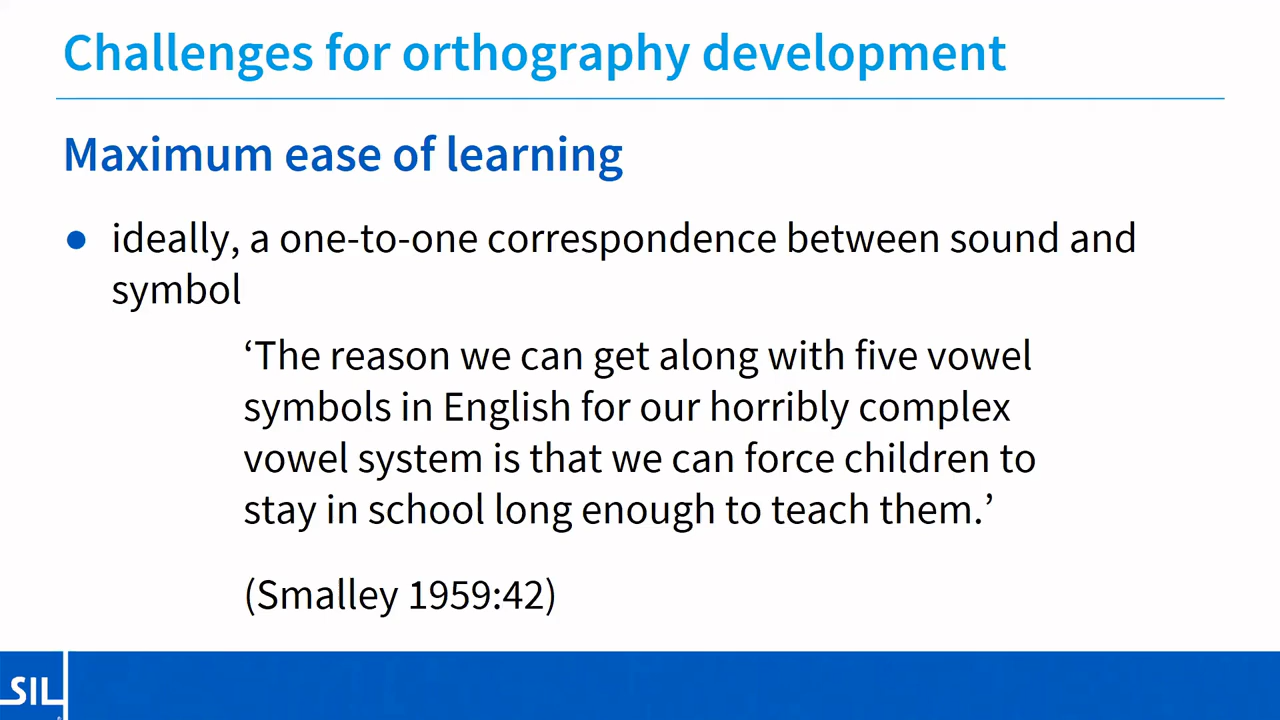 Challenges for orthography development
Maximum ease of learning
● ideally, a one-to-one correspondence between sound and
symbol
‘The reason we can get along with five vowel
symbols in English for our horribly complex
vowel system is that we can force children to
stay in school long enough to teach them.’
(Smalley 1959:42)
SIL